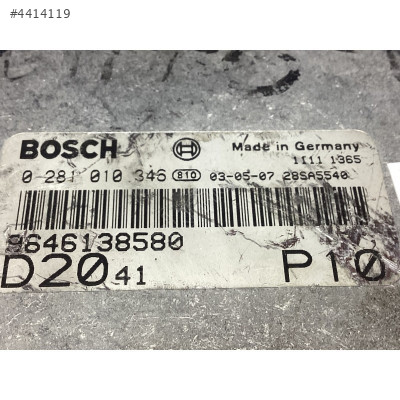 #4414119
BOSCH Made in Germany
1111 1365
0 281 010 346 810 03-05-07 28SA5540
9646138580
D20 41 P10